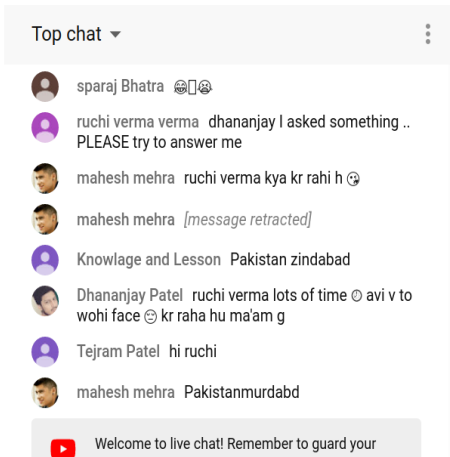 Top chat
sparaj Bhatra 😂▯😭
ruchi verma verma dhananjay I asked something ..
PLEASE try to answer me
mahesh mehra ruchi verma kya kr rahi h 😘
mahesh mehra [message retracted]
Knowlage and Lesson Pakistan zindabad
Dhananjay Patel ruchi verma lots of time 🕗 avi v to
wohi face 😔 kr raha hu ma'am g
Tejram Patel hi ruchi
mahesh mehra Pakistanmurdabd
Welcome to live chat! Remember to guard your